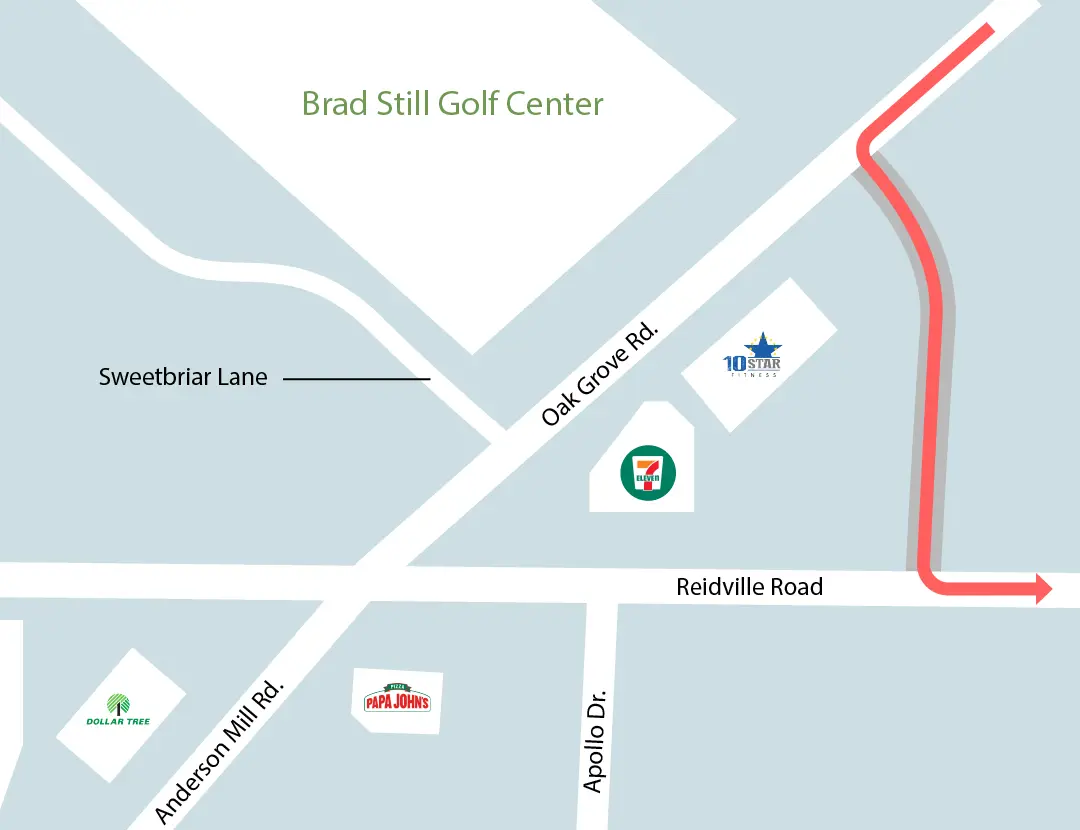 Brad Still Golf Center
Oak Grove Rd.
10 STAR
FITNESS
Sweetbriar Lane
7
ELEVEN
Reidville Road
DOLLAR TREE
Anderson Mill Rd.
PIZZA
PAPA JOHN'S
Apollo Dr.